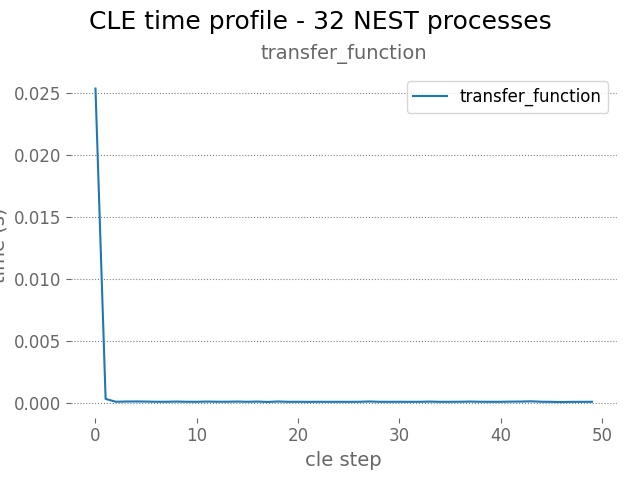 CLE time profile - 32 NEST processes
transfer_function
transfer_function
0.025
0.020
0.015
0.010
0.005
0.000
time (s)
0 10 20 30 40 50
cle step